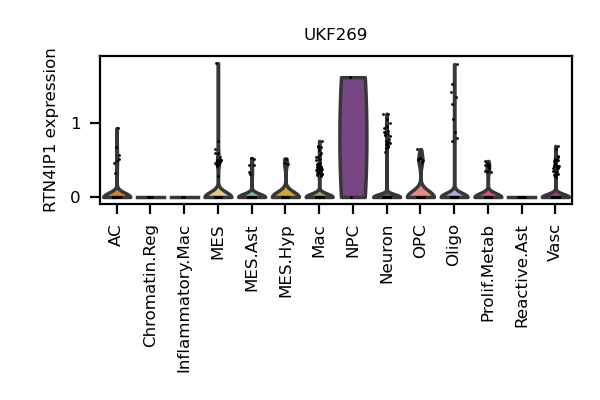 UKF269
RTN4IP1 expression
1
0
AC
Chromatin.Reg
Inflammatory.Mac
MES
MES.Ast
MES.Hyp
Mac
NPC
Neuron
OPC
Oligo
Prolif.Metab
Reactive.Ast
Vasc